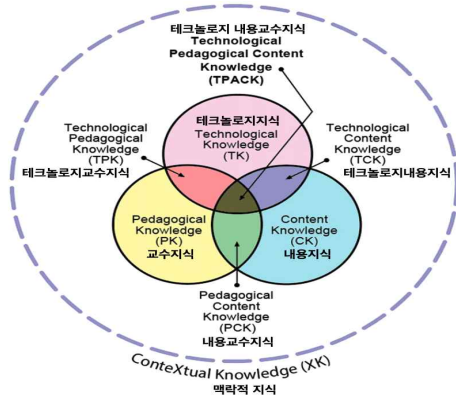 테크놀로지 내용교수지식
Technological
Pedagogical Content
Knowledge
(TPACK)
테크놀로지지식
Technological
Knowledge
(TK)
Technological
Pedagogical
Knowledge
(TPK)
테크놀로지교수지식
Technological
Content
Knowledge
(TCK)
테크놀로지내용지식
Pedagogical
Knowledge
(PK)
교수지식
Content
Knowledge
(CK)
내용지식
Pedagogical
Content
Knowledge
(PCK)
내용교수지식
ConteXtual Knowledge (XK)
맥락적 지식